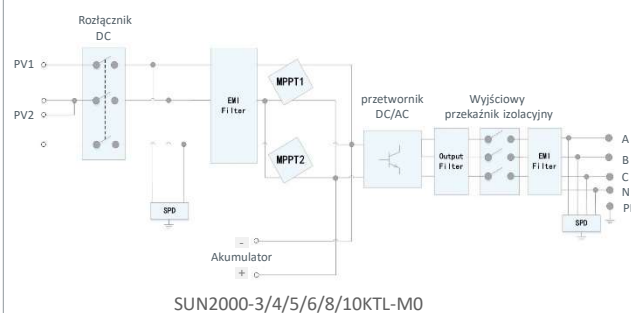 Rozłącznik
DC
PV1
PV2
SPD
EMI
Filter
MPPT1
MPPT2
przetwornik
DC/AC
Output
Filter
Wyjściowy
przekaźnik izolacyjny
EMI
Filter
A
B
C
N
SPD
-
Akumulator
+
SUN2000-3/4/5/6/8/10KTL-M0